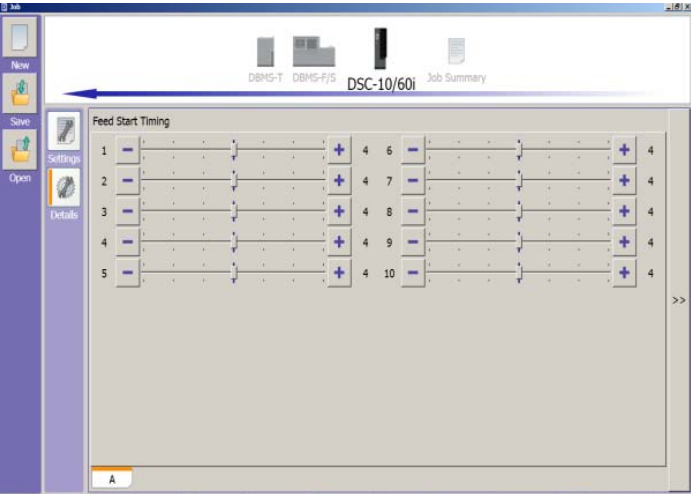 Job
New
Save
Open
DBMS-T DBMS-F/S DSC-10/60i Job Summary
Settings
Details
Feed Start Timing
1 − + 4 6 − + 4
2 − + 4 7 − + 4
3 − + 4 8 − + 4
4 − + 4 9 − + 4
5 − + 4 10 − + 4
>>
A